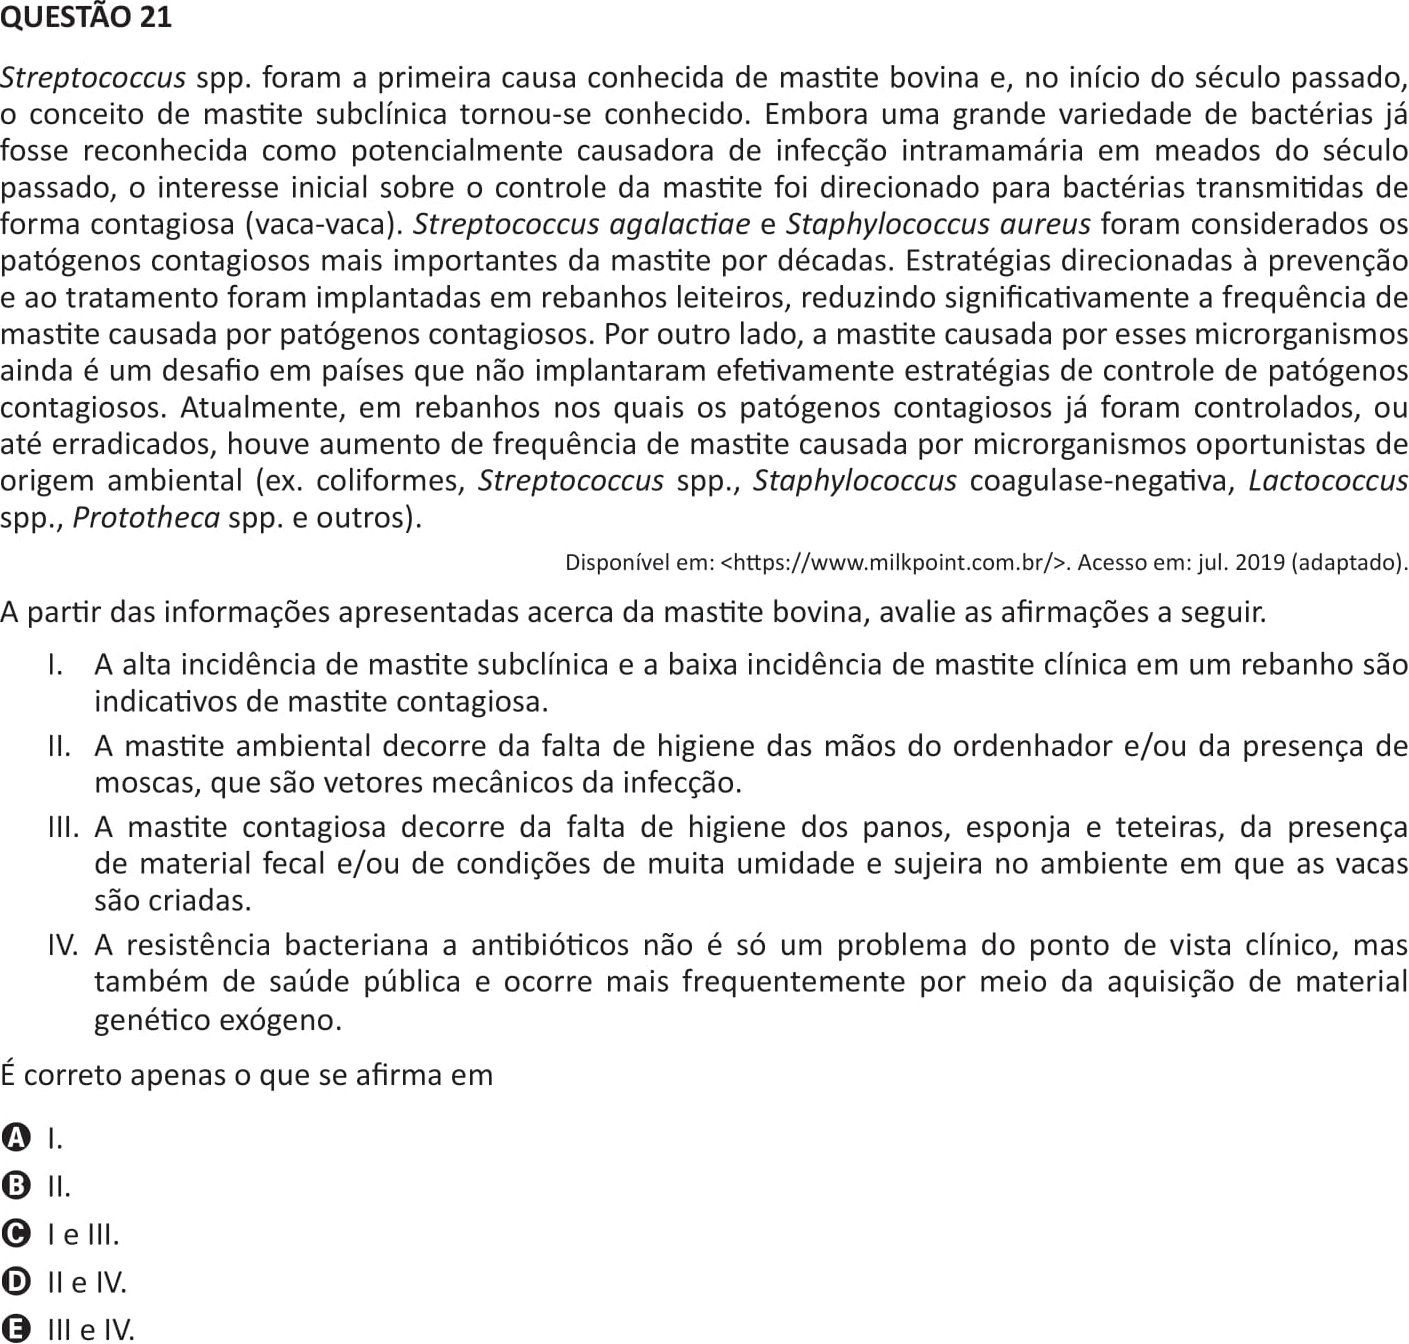 QUESTÃO 21
Streptococcus spp. foram a primeira causa conhecida de mastite bovina e, no início do século passado,
o conceito de mastite subclínica tornou-se conhecido. Embora uma grande variedade de bactérias já
fosse reconhecida como potencialmente causadora de infecção intramamária em meados do século
passado, o interesse inicial sobre o controle da mastite foi direcionado para bactérias transmitidas de
forma contagiosa (vaca-vaca). Streptococcus agalactiae e Staphylococcus aureus foram considerados os
patógenos contagiosos mais importantes da mastite por décadas. Estratégias direcionadas à prevenção
e ao tratamento foram implantadas em rebanhos leiteiros, reduzindo significativamente a frequência de
mastite causada por patógenos contagiosos. Por outro lado, a mastite causada por esses microrganismos
ainda é um desafio em países que não implantaram efetivamente estratégias de controle de patógenos
contagiosos. Atualmente, em rebanhos nos quais os patógenos contagiosos já foram controlados, ou
até erradicados, houve aumento de frequência de mastite causada por microrganismos oportunistas de
origem ambiental (ex. coliformes, Streptococcus spp., Staphylococcus coagulase-negativa, Lactococcus
spp., Prototheca spp. e outros).
Disponível em: <https://www.milkpoint.com.br/>. Acesso em: jul. 2019 (adaptado).
A partir das informações apresentadas acerca da mastite bovina, avalie as afirmações a seguir.
I. A alta incidência de mastite subclínica e a baixa incidência de mastite clínica em um rebanho são
indicativos de mastite contagiosa.
II. A mastite ambiental decorre da falta de higiene das mãos do ordenhador e/ou da presença de
moscas, que são vetores mecânicos da infecção.
III. A mastite contagiosa decorre da falta de higiene dos panos, esponja e teteiras, da presença
de material fecal e/ou de condições de muita umidade e sujeira no ambiente em que as vacas
são criadas.
IV. A resistência bacteriana a antibióticos não é só um problema do ponto de vista clínico, mas
também de saúde pública e ocorre mais frequentemente por meio da aquisição de material
genético exógeno.
É correto apenas o que se afirma em
A I.
B II.
C I e III.
D II e IV.
E III e IV.